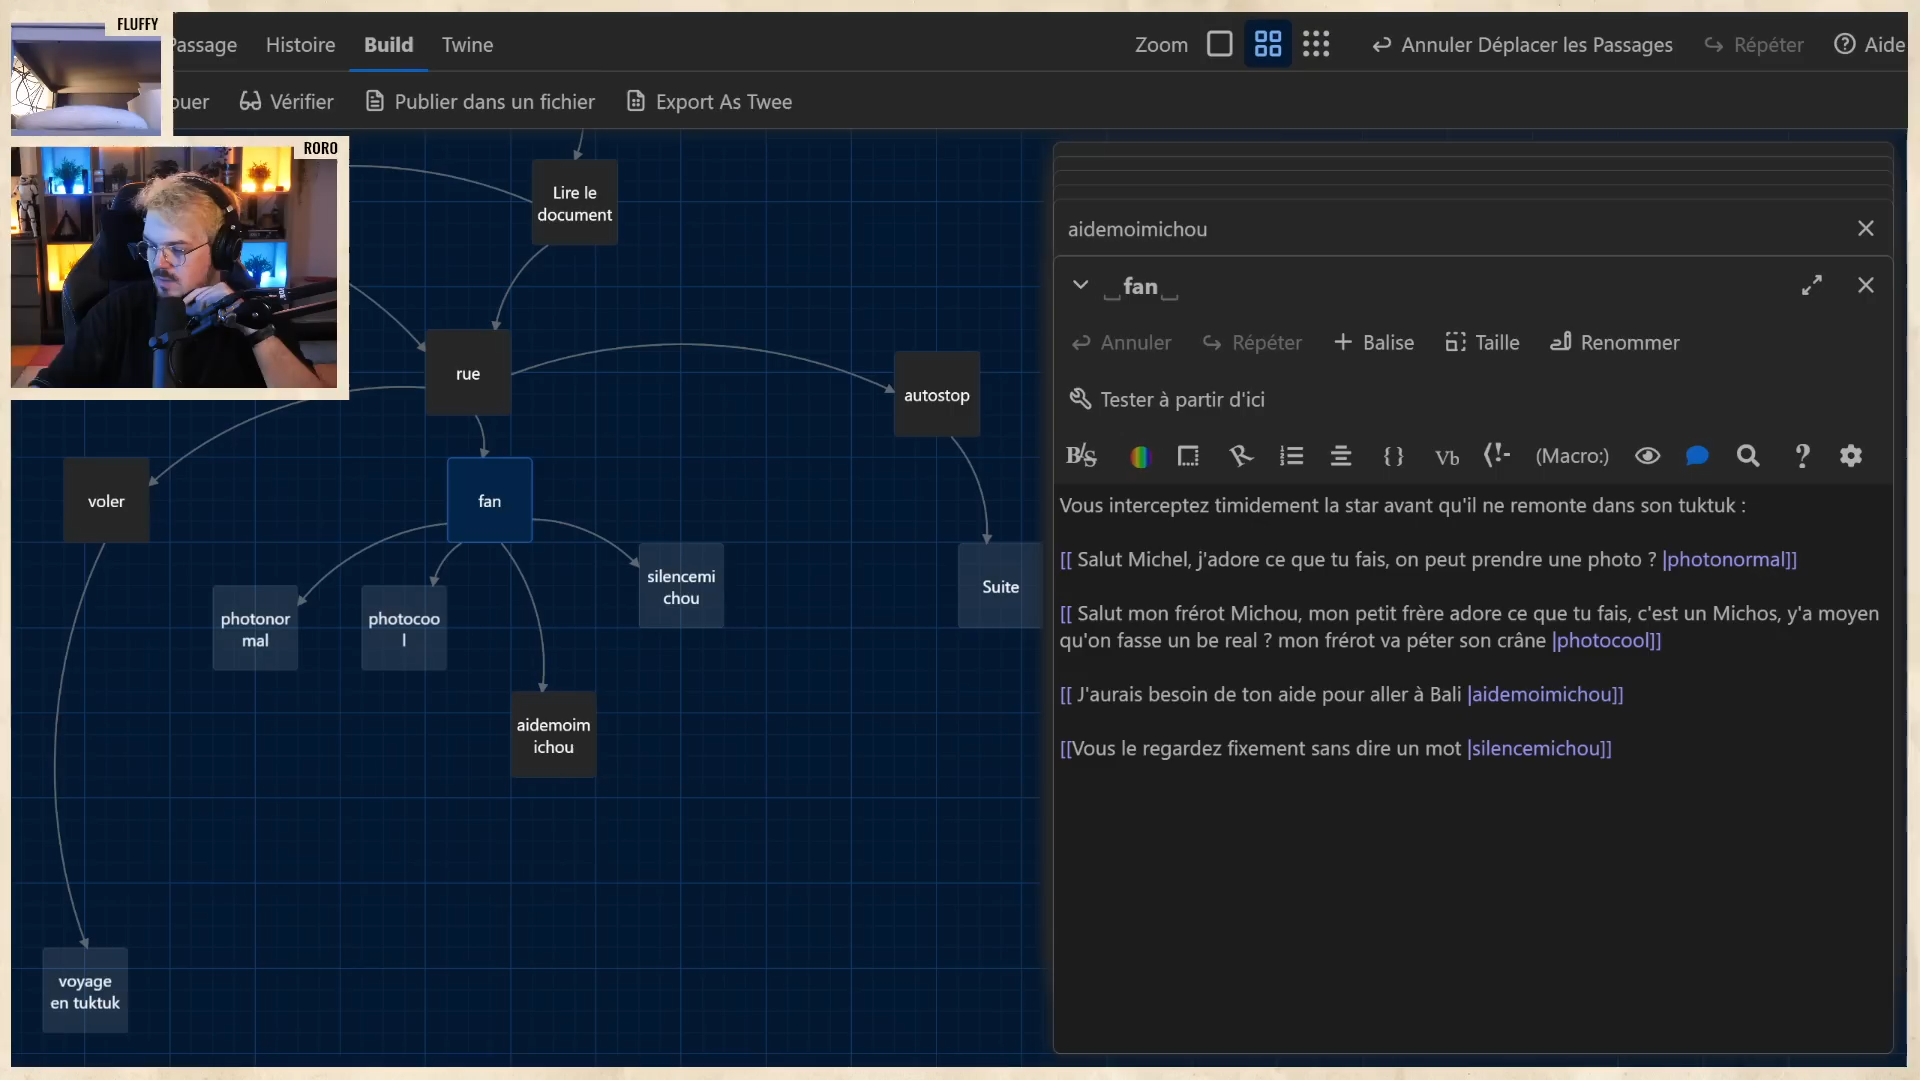 FLUFFY
RORO
Passage
Histoire
Build
Twine
Zoom
Annuler Déplacer les Passages
Répéter
Aide
Vérifier
Publier dans un fichier
Export As Twee
Lire le
document
rue
autostop
voler
fan
silencemi
chou
Suite
photonor
mal
photocoo
l
aidemoim
ichou
voyage
en tuktuk
aidemoimichou
fan
Annuler
Répéter
Balise
Taille
Renommer
Tester à partir d'ici
(Macro:)
Vous interceptez timidement la star avant qu'il ne remonte dans son tuktuk :
[[ Salut Michel, j'adore ce que tu fais, on peut prendre une photo ? |photonormal]]
[[ Salut mon frérot Michou, mon petit frère adore ce que tu fais, c'est un Michos, y'a moyen
qu'on fasse un be real ? mon frérot va péter son crâne |photocool]]
[[ J'aurais besoin de ton aide pour aller à Bali |aidemoimichou]]
[[Vous le regardez fixement sans dire un mot |silencemichou]]